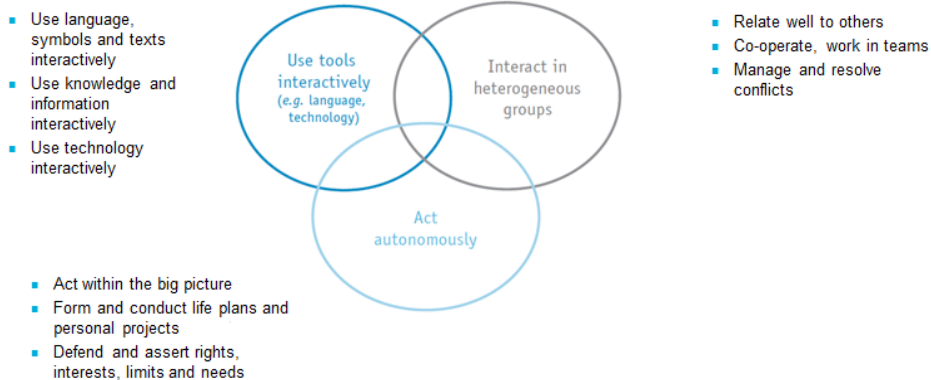 Use language,
symbols and texts
interactively
Use knowledge and
information
interactively
Use technology
interactively
Use tools
interactively
(e.g. language,
technology)
Interact in
heterogeneous
groups
Relate well to others
Co-operate, work in teams
Manage and resolve
conflicts
Act
autonomously
Act within the big picture
Form and conduct life plans and
personal projects
Defend and assert rights,
interests, limits and needs